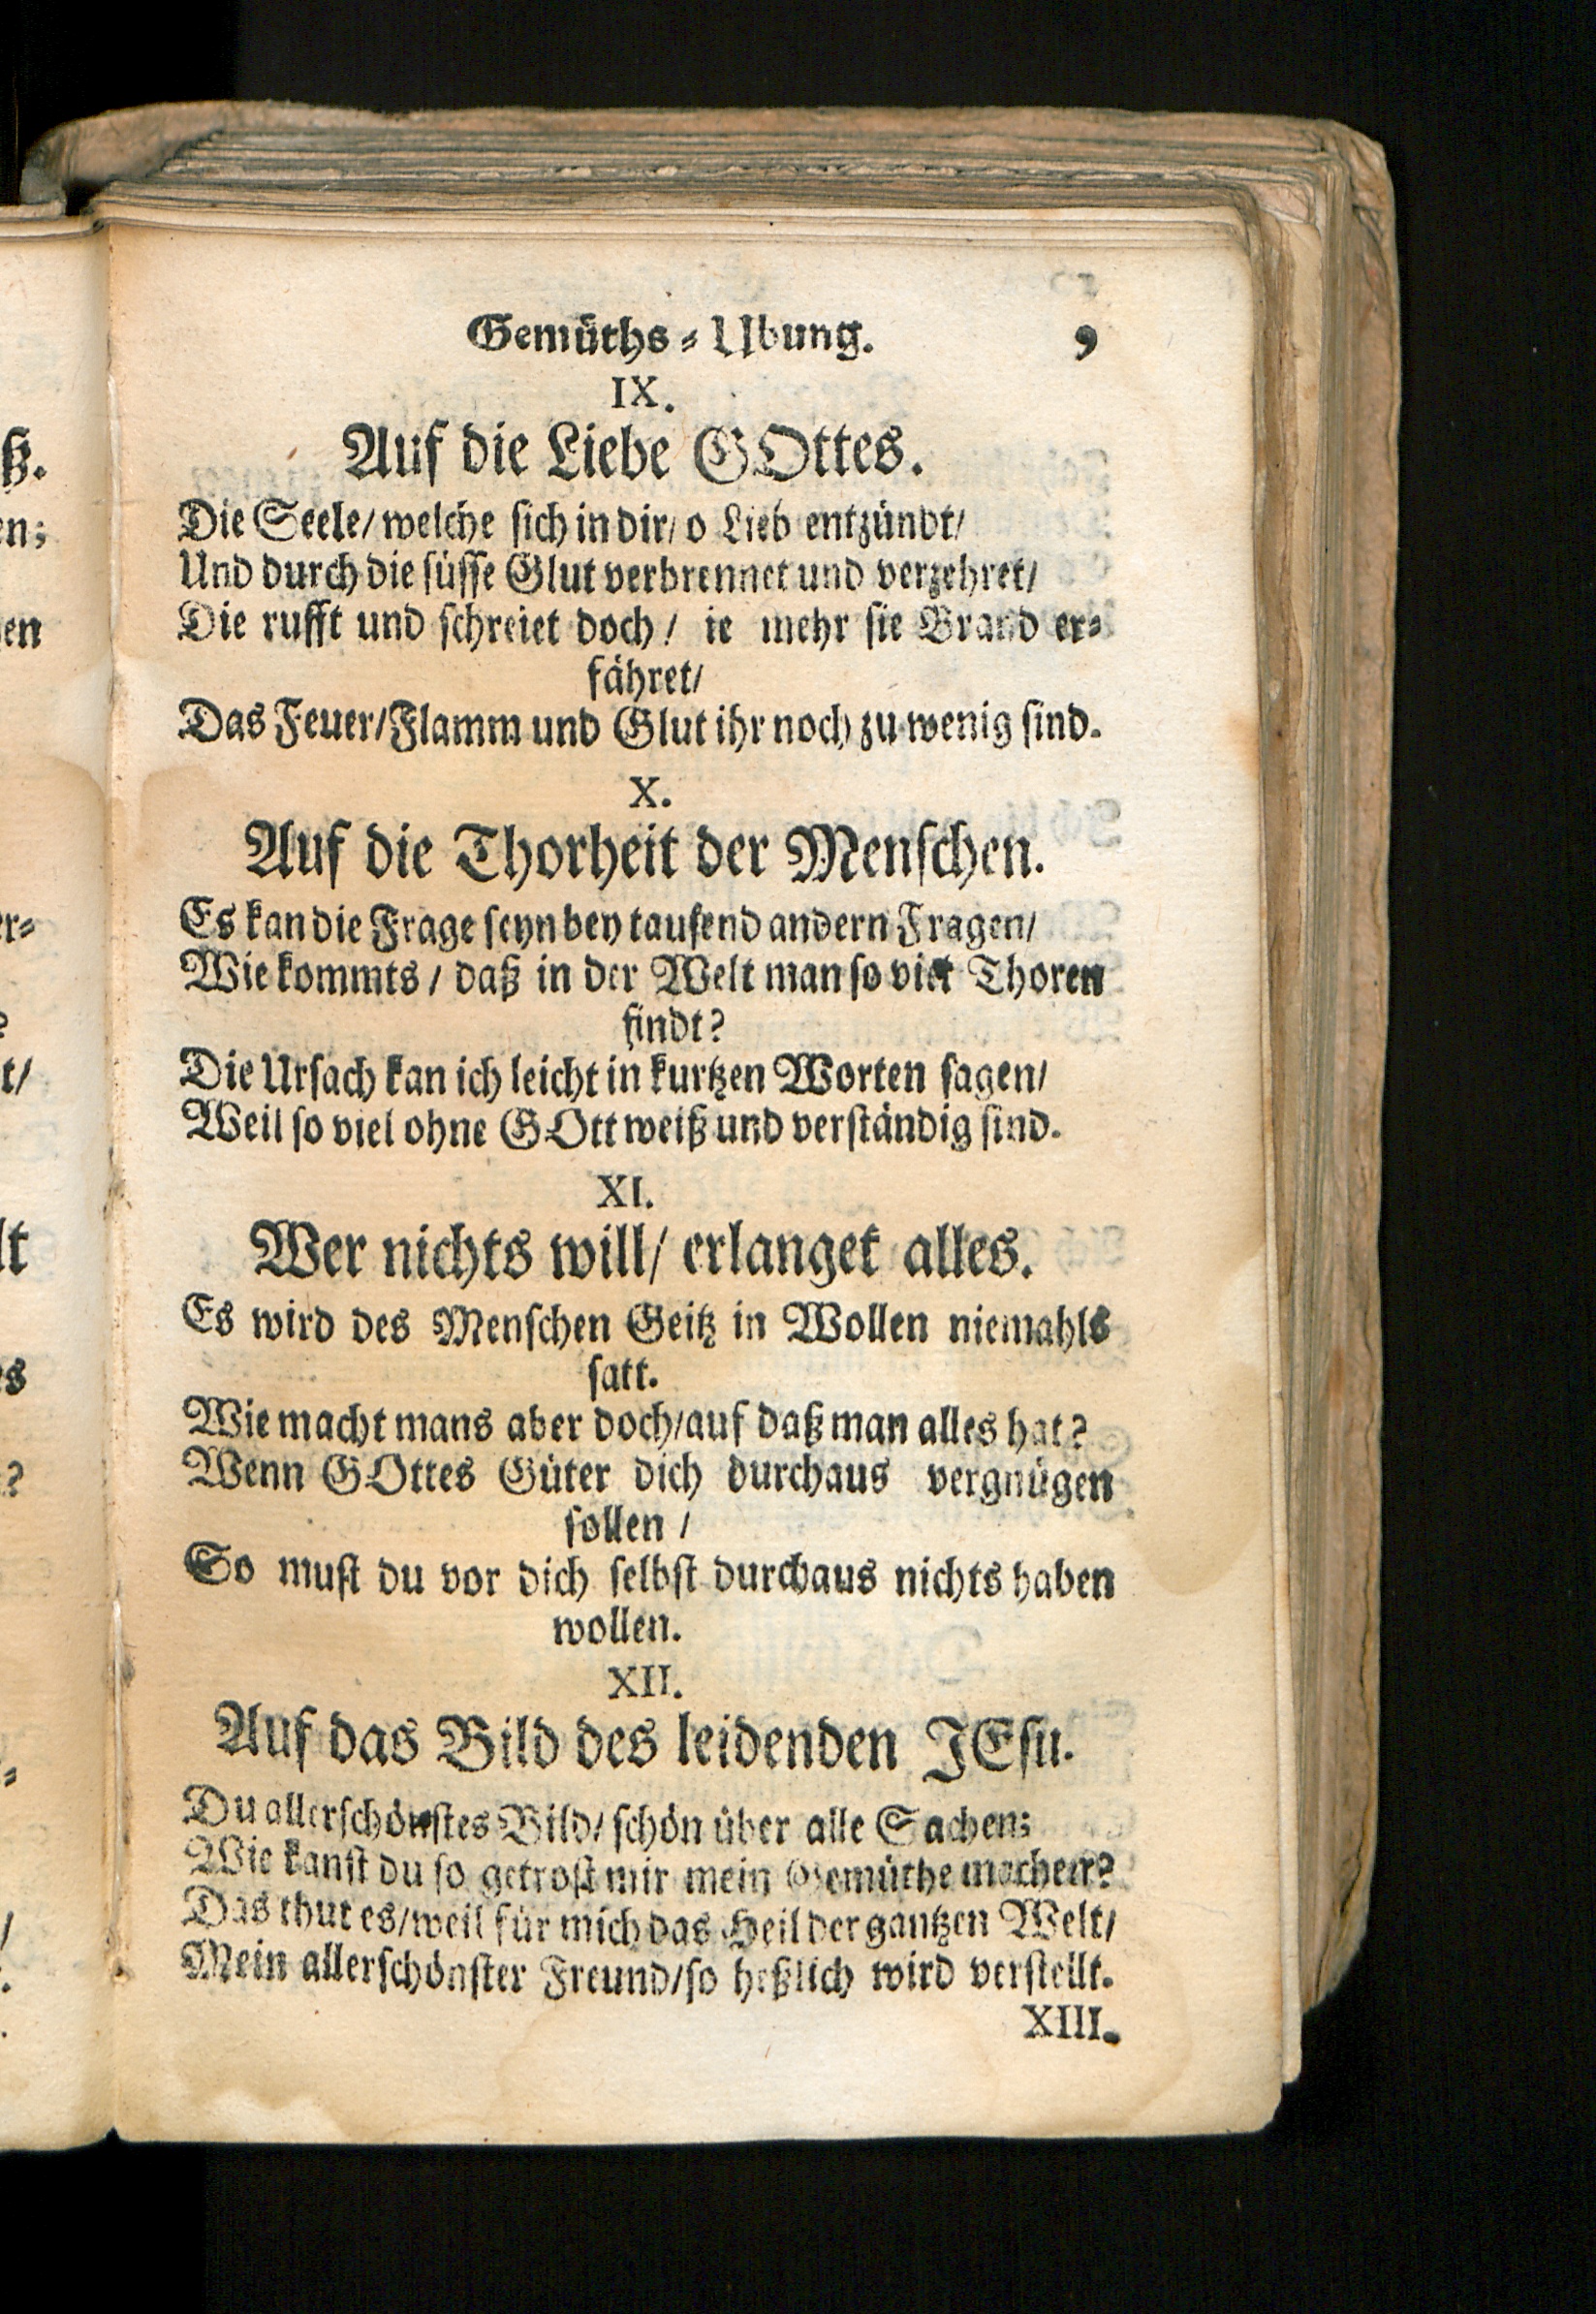 Gemüths-Ubung. 9
IX.
Auf die Liebe GOttes.
Die Seele/ welche sich in dir/ o Lieb entzündt/
Und durch die süsse Glut verbrennet und verzehret/
Die rufft und schreiet doch / ie mehr sie Brand er-
fähret/
Das Feuer/ Flamm und Glut ihr noch zu wenig sind.
X.
Auf die Thorheit der Menschen.
Es kan die Frage seyn bey tausend andern Fragen/
Wie kommts / daß in der Welt man so viel Thoren
findt?
Die Ursach kan ich leicht in kurtzen Worten sagen/
Weil so viel ohne GOtt weiß und verständig sind.
XI.
Wer nichts will/ erlanget alles.
Es wird des Menschen Geitz in Wollen niemahls
satt.
Wie macht mans aber doch/ auf daß man alles hat?
Wenn GOttes Güter dich durchaus vergnügen
sollen /
So must du vor dich selbst durchaus nichts haben
wollen.
XII.
Auf das Bild des leidenden JEsu.
Du allerschönstes Bild/ schön über alle Sachen;
Wie kanst du so getrost mir mein Gemüthe machen?
Das thut es/ weil für mich das Heil der gantzen Welt/
Mein allerschönster Freund/ so heßlich wird verstellt.
XIII.